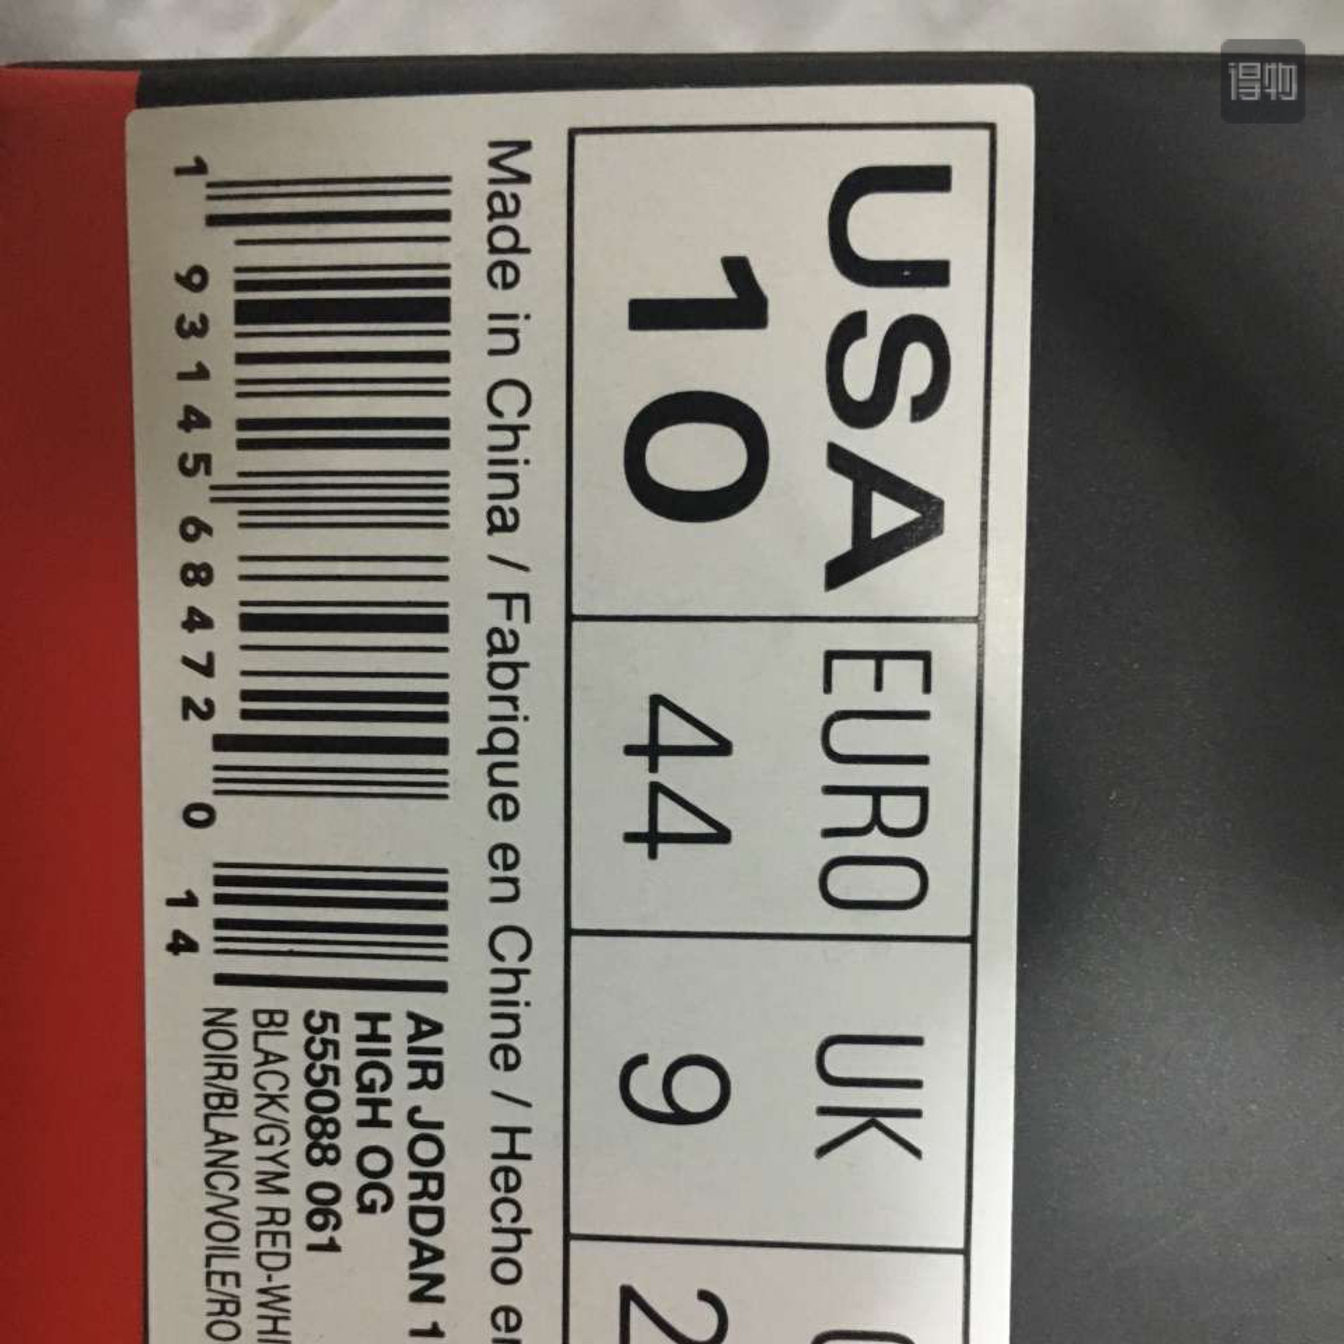 得物
USA
10
EURO
44
UK
9
2
Made in China / Fabrique en Chine / Hecho en
1 93145 68472 0 14
AIR JORDAN 1
HIGH OG
555088 061
BLACK/GYM RED-WHI
NOIR/BLANC/VOILE/RO